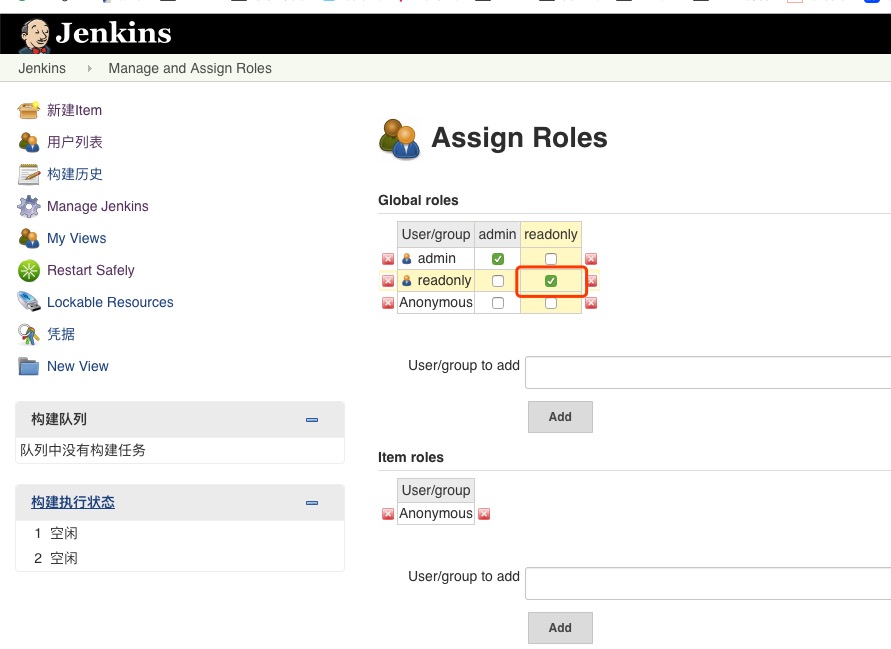 Jenkins
Jenkins Manage and Assign Roles
新建Item
用户列表
构建历史
Manage Jenkins
My Views
Restart Safely
Lockable Resources
凭据
New View
构建队列
队列中没有构建任务
构建执行状态
1 空闲
2 空闲
Assign Roles
Global roles
User/group admin readonly
admin
readonly
Anonymous
User/group to add
Add
Item roles
User/group
Anonymous
User/group to add
Add